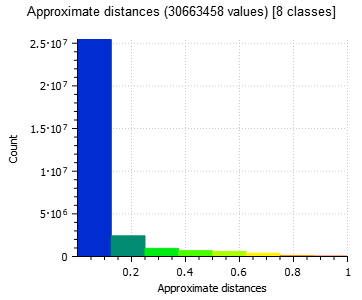 Approximate distances (30663458 values) [8 classes]
2.5·10⁷
2·10⁷
1.5·10⁷
1·10⁷
5·10⁶
0
Count
0.2 0.4 0.6 0.8 1
Approximate distances